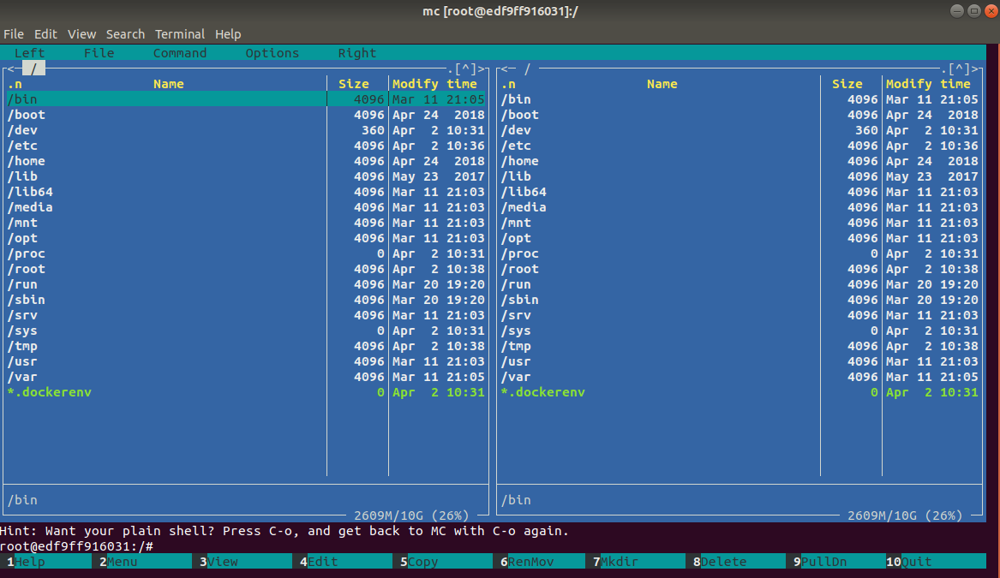 mc [root@edf9ff916031]:/
File Edit View Search Terminal Help
Left File Command Options Right
<─ / .[^]> <─ / .[^]>
.n Name Size Modify time .n Name Size Modify time
/bin 4096 Mar 11 21:05 /bin 4096 Mar 11 21:05
/boot 4096 Apr 24 2018 /boot 4096 Apr 24 2018
/dev 360 Apr 2 10:31 /dev 360 Apr 2 10:31
/etc 4096 Apr 2 10:36 /etc 4096 Apr 2 10:36
/home 4096 Apr 24 2018 /home 4096 Apr 24 2018
/lib 4096 May 23 2017 /lib 4096 May 23 2017
/lib64 4096 Mar 11 21:03 /lib64 4096 Mar 11 21:03
/media 4096 Mar 11 21:03 /media 4096 Mar 11 21:03
/mnt 4096 Mar 11 21:03 /mnt 4096 Mar 11 21:03
/opt 4096 Mar 11 21:03 /opt 4096 Mar 11 21:03
/proc 0 Apr 2 10:31 /proc 0 Apr 2 10:31
/root 4096 Apr 2 10:38 /root 4096 Apr 2 10:38
/run 4096 Mar 20 19:20 /run 4096 Mar 20 19:20
/sbin 4096 Mar 20 19:20 /sbin 4096 Mar 20 19:20
/srv 4096 Mar 11 21:03 /srv 4096 Mar 11 21:03
/sys 0 Apr 2 10:31 /sys 0 Apr 2 10:31
/tmp 4096 Apr 2 10:38 /tmp 4096 Apr 2 10:38
/usr 4096 Mar 11 21:03 /usr 4096 Mar 11 21:03
/var 4096 Mar 11 21:05 /var 4096 Mar 11 21:05
*.dockerenv 0 Apr 2 10:31 *.dockerenv 0 Apr 2 10:31
/bin /bin
2609M/10G (26%) 2609M/10G (26%)
Hint: Want your plain shell? Press C-o, and get back to MC with C-o again.
root@edf9ff916031:/#
1Help 2Menu 3View 4Edit 5Copy 6RenMov 7Mkdir 8Delete 9PullDn 10Quit